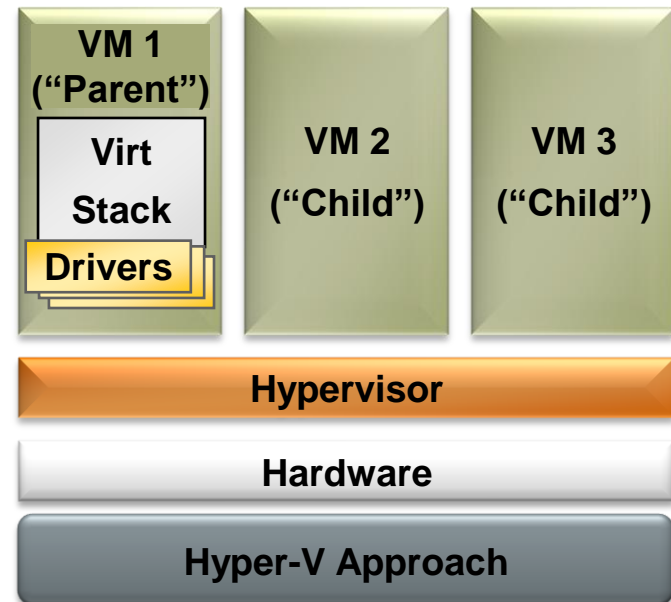 VM 1
(“Parent”)
Virt
Stack
Drivers
VM 2
(“Child”)
VM 3
(“Child”)
Hypervisor
Hardware
Hyper-V Approach